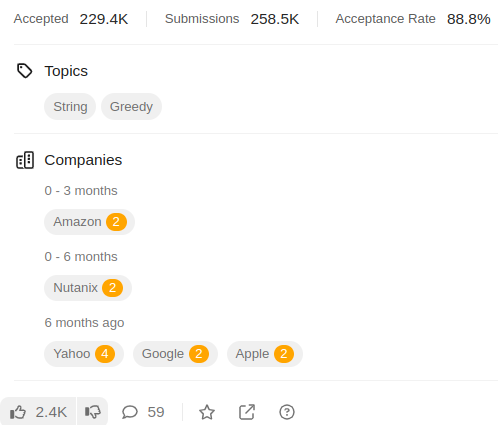 Accepted 229.4K Submissions 258.5K Acceptance Rate 88.8%
Topics
String Greedy
Companies
0 - 3 months
Amazon 2
0 - 6 months
Nutanix 2
6 months ago
Yahoo 4 Google 2 Apple 2
2.4K 59